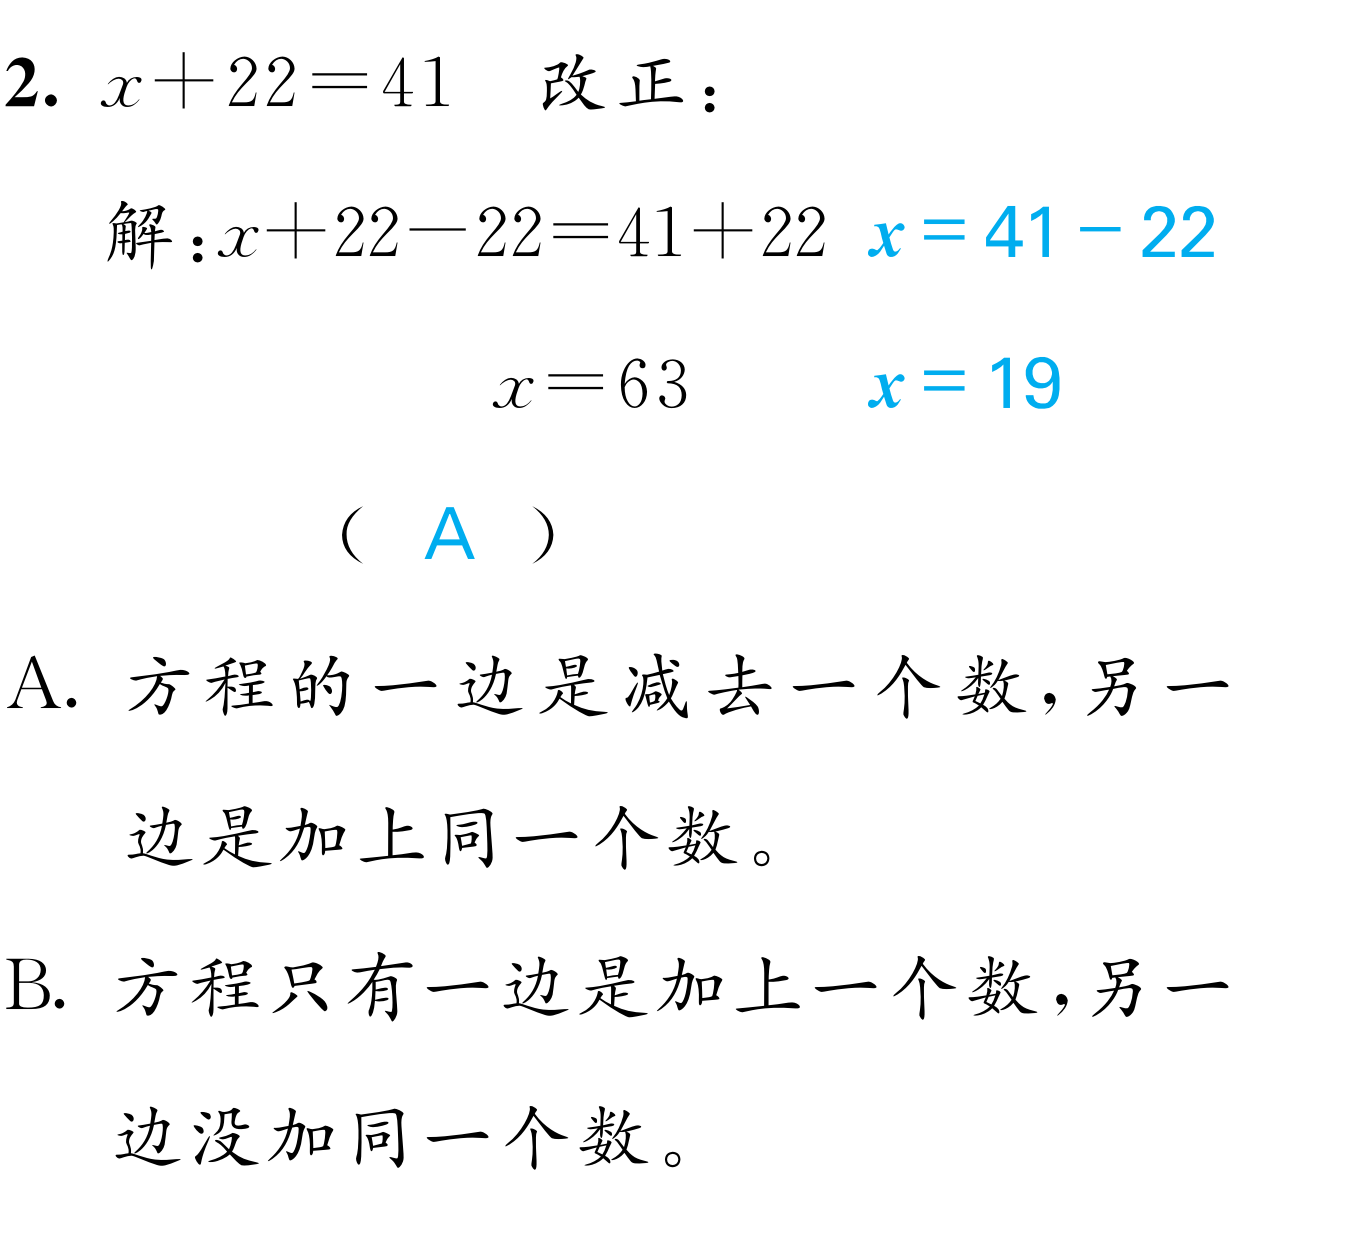 2. x+22=41 改正：
解：x+22−22=41+22 x = 41 − 22
x=63 x = 19
（ A ）
A. 方程的一边是减去一个数，另一
边是加上同一个数。
B. 方程只有一边是加上一个数，另一
边没加同一个数。